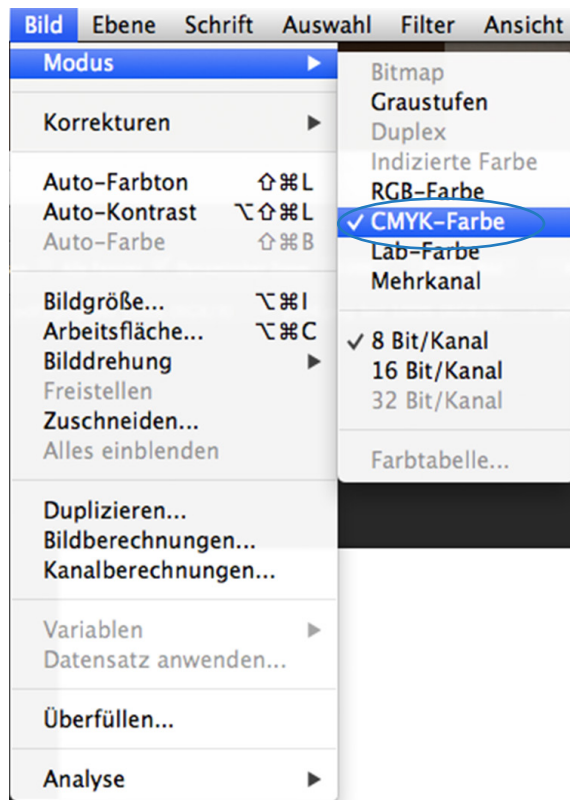 Bild Ebene Schrift Auswahl Filter Ansicht
Modus ▶
Korrekturen ▶
Auto-Farbton ⇧⌘L
Auto-Kontrast ⌥⇧⌘L
Auto-Farbe ⇧⌘B
Bildgröße... ⌥⌘I
Arbeitsfläche... ⌥⌘C
Bilddrehung ▶
Freistellen
Zuschneiden...
Alles einblenden
Duplizieren...
Bildberechnungen...
Kanalberechnungen...
Variablen ▶
Datensatz anwenden...
Überfüllen...
Analyse ▶
Bitmap
Graustufen
Duplex
Indizierte Farbe
RGB-Farbe
✓ CMYK-Farbe
Lab-Farbe
Mehrkanal
✓ 8 Bit/Kanal
16 Bit/Kanal
32 Bit/Kanal
Farbtabelle...